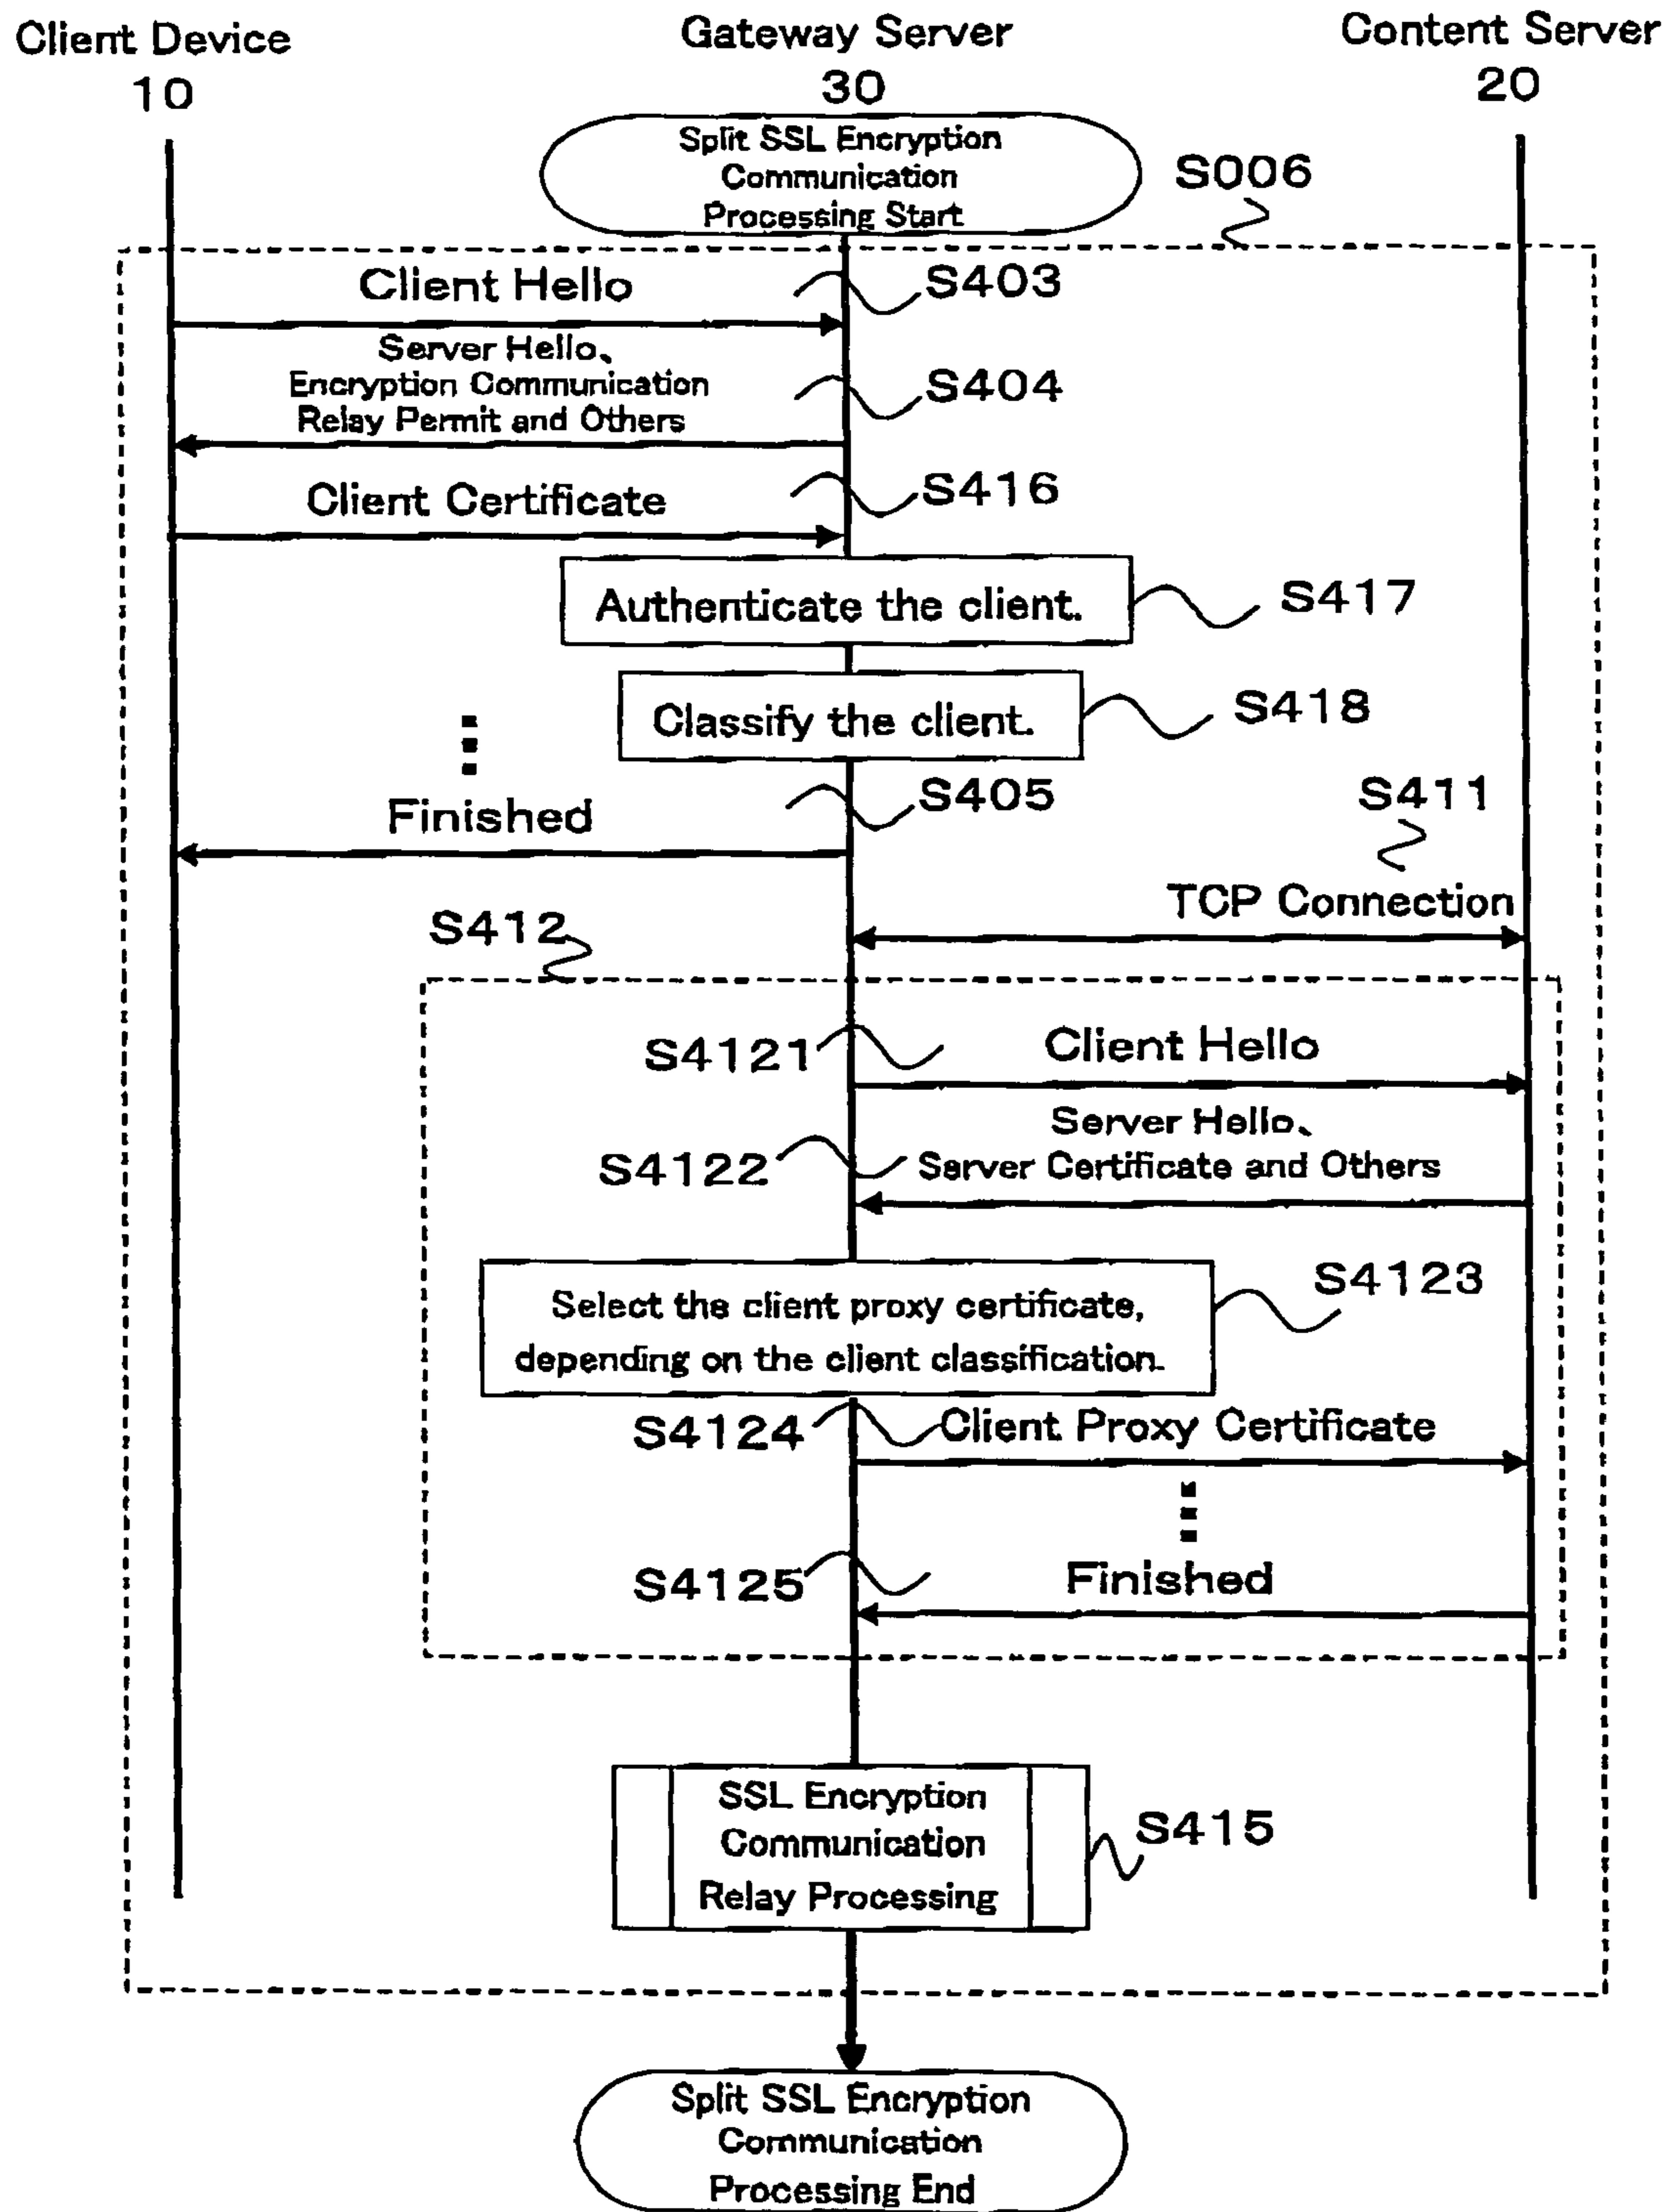 Client Device
Gateway Server
Content Server
10
30
20
Split SSL Encryption
Communication
Processing Start
S006
Client Hello
S403
Server Hello、
Encryption Communication
Relay Permit and Others
S404
Client Certificate
S416
Authenticate the client.
S417
Classify the client.
S418
Finished
S405
S411
TCP Connection
S412
S4121
Client Hello
Server Hello、
S4122
Server Certificate and Others
S4123
Select the client proxy certificate,
depending on the client classification.
S4124
Client Proxy Certificate
S4125
Finished
SSL Encryption
Communication
Relay Processing
S415
Split SSL Encryption
Communication
Processing End